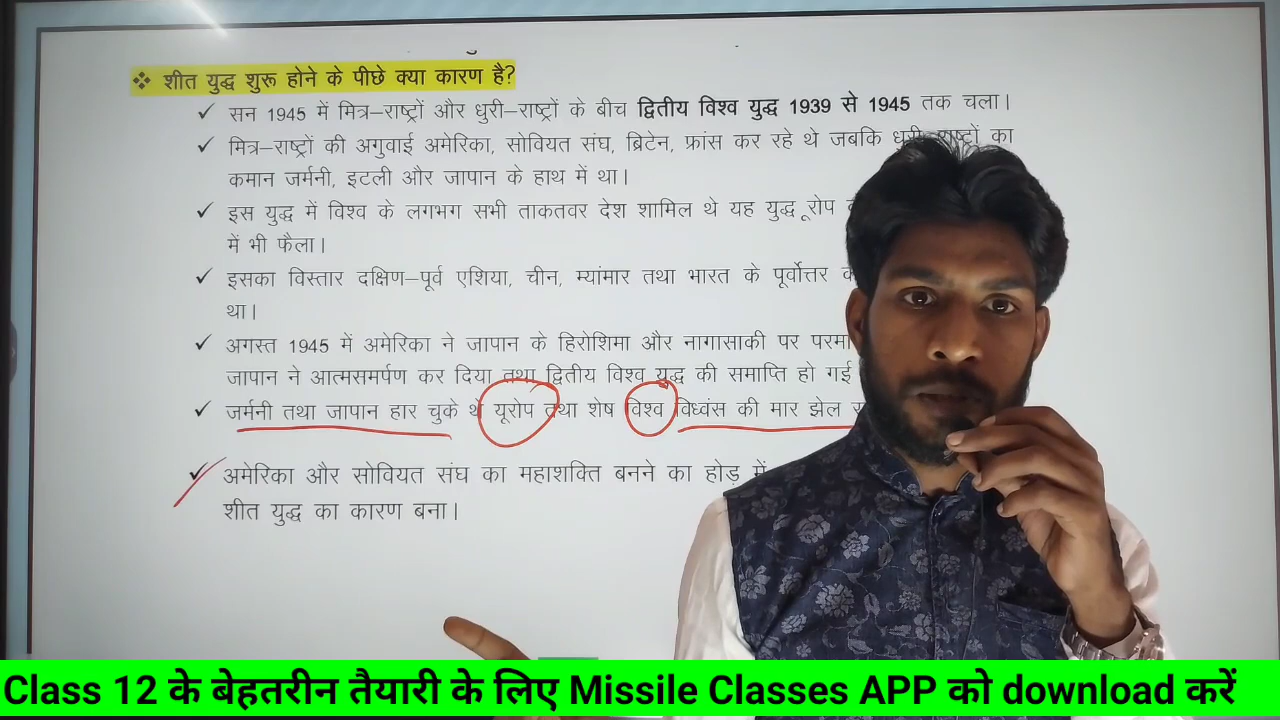 ❖ शीत युद्ध शुरू होने के पीछे क्या कारण है?
✓ सन 1945 में मित्र–राष्ट्रों और धुरी–राष्ट्रों के बीच द्वितीय विश्व युद्ध 1939 से 1945 तक चला।
✓ मित्र–राष्ट्रों की अगुवाई अमेरिका, सोवियत संघ, ब्रिटेन, फ्रांस कर रहे थे जबकि धुरी–राष्ट्रों का
कमान जर्मनी, इटली और जापान के हाथ में था।
✓ इस युद्ध में विश्व के लगभग सभी ताकतवर देश शामिल थे यह युद्ध
में भी फैला।
✓ इसका विस्तार दक्षिण–पूर्व एशिया, चीन, म्यांमार तथा भारत के पूर्वोत्तर
था।
✓ अगस्त 1945 में अमेरिका ने जापान के हिरोशिमा और नागासाकी पर
जापान ने आत्मसमर्पण कर दिया तथा द्वितीय विश्व युद्ध की समाप्ति हो गई
✓ जर्मनी तथा जापान हार चुके थे यूरोप तथा शेष विश्व विध्वंस की मार झेल
✓ अमेरिका और सोवियत संघ का महाशक्ति बनने का होड़ में
शीत युद्ध का कारण बना।
Class 12 के बेहतरीन तैयारी के लिए Missile Classes APP को download करें